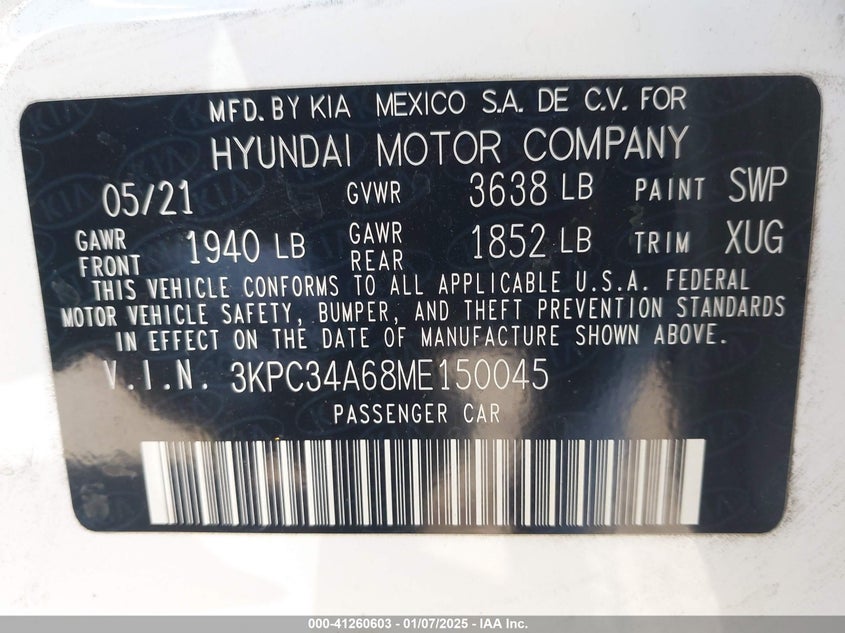 MFD. BY KIA MEXICO S.A. DE C.V. FOR
HYUNDAI MOTOR COMPANY
05/21 GVWR 3638 LB PAINT SWP
GAWR FRONT 1940 LB GAWR REAR 1852 LB TRIM XUG
THIS VEHICLE CONFORMS TO ALL APPLICABLE U.S.A. FEDERAL
MOTOR VEHICLE SAFETY, BUMPER, AND THEFT PREVENTION STANDARDS
IN EFFECT ON THE DATE OF MANUFACTURE SHOWN ABOVE.
V.I.N. 3KPC34A68ME150045
PASSENGER CAR
000-41260603 - 01/07/2025 - IAA Inc.